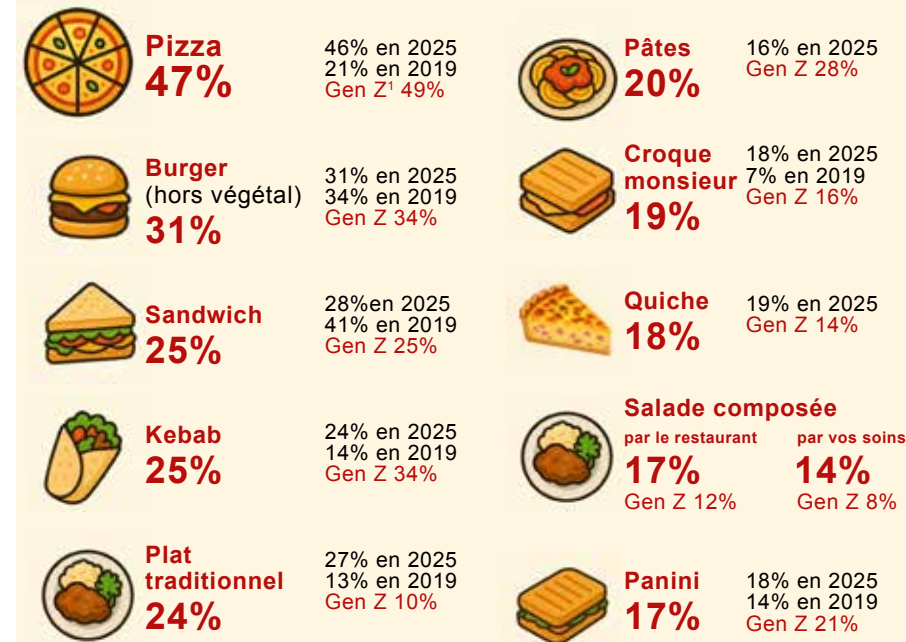 Pizza
47%
46% en 2025
21% en 2019
Gen Z¹ 49%
Burger
(hors végétal)
31%
31% en 2025
34% en 2019
Gen Z 34%
Sandwich
25%
28%en 2025
41% en 2019
Gen Z 25%
Kebab
25%
24% en 2025
14% en 2019
Gen Z 34%
Plat
traditionnel
24%
27% en 2025
13% en 2019
Gen Z 10%
Pâtes
20%
16% en 2025
Gen Z 28%
Croque
monsieur
19%
18% en 2025
7% en 2019
Gen Z 16%
Quiche
18%
19% en 2025
Gen Z 14%
Salade composée
par le restaurant
17%
Gen Z 12%
par vos soins
14%
Gen Z 8%
Panini
17%
18% en 2025
14% en 2019
Gen Z 21%